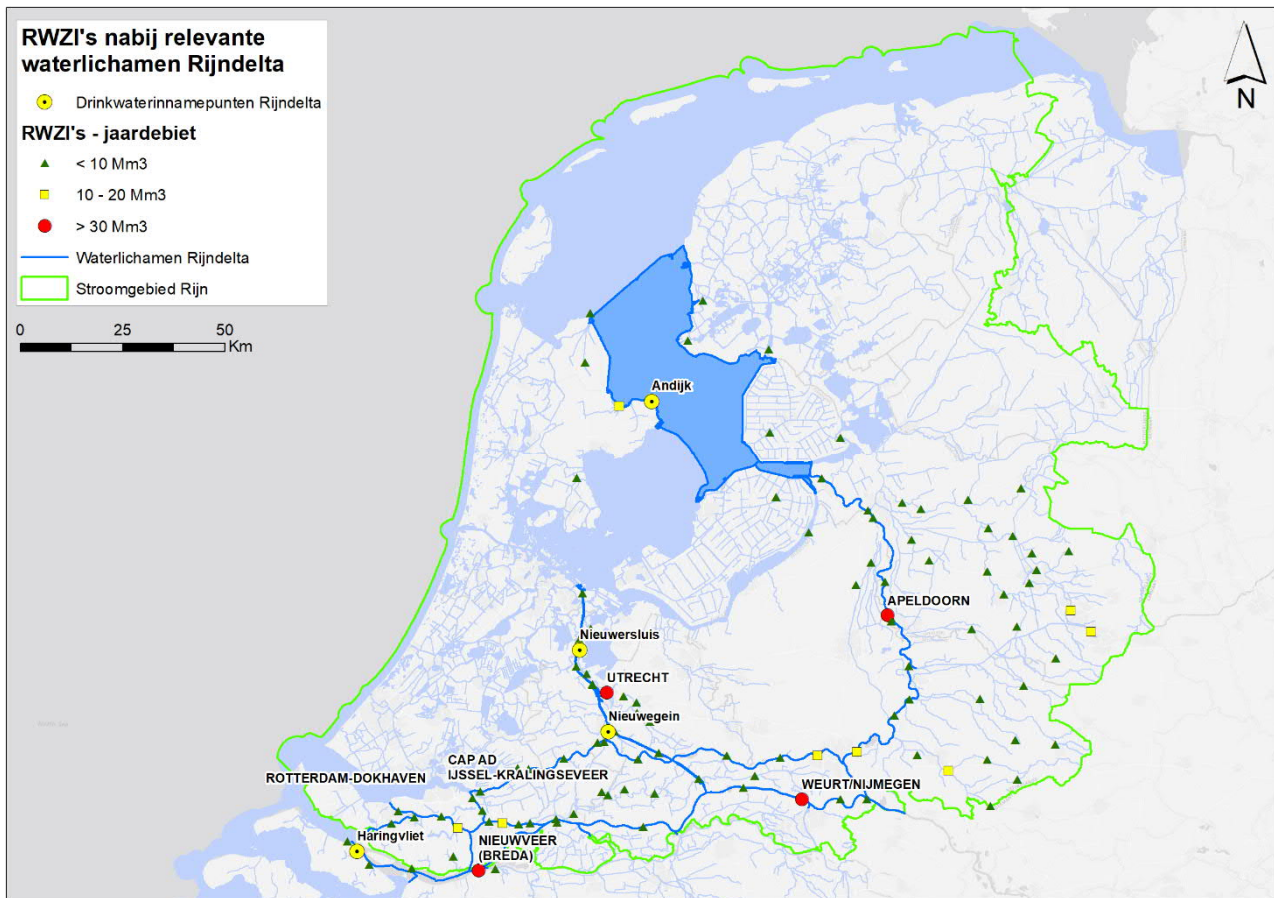 RWZI's nabij relevante
waterlichamen Rijndelta
Drinkwaterinnamepunten Rijndelta
RWZI's - jaardebiet
< 10 Mm3
10 - 20 Mm3
> 30 Mm3
Waterlichamen Rijndelta
Stroomgebied Rijn
0 25 50
Km
N
Andijk
APELDOORN
Nieuwersluis
UTRECHT
Nieuwegein
CAP AD
IJSSEL-KRALINGSEVEER
ROTTERDAM-DOKHAVEN
WEURT/NIJMEGEN
Haringvliet
NIEUWVEER
(BREDA)